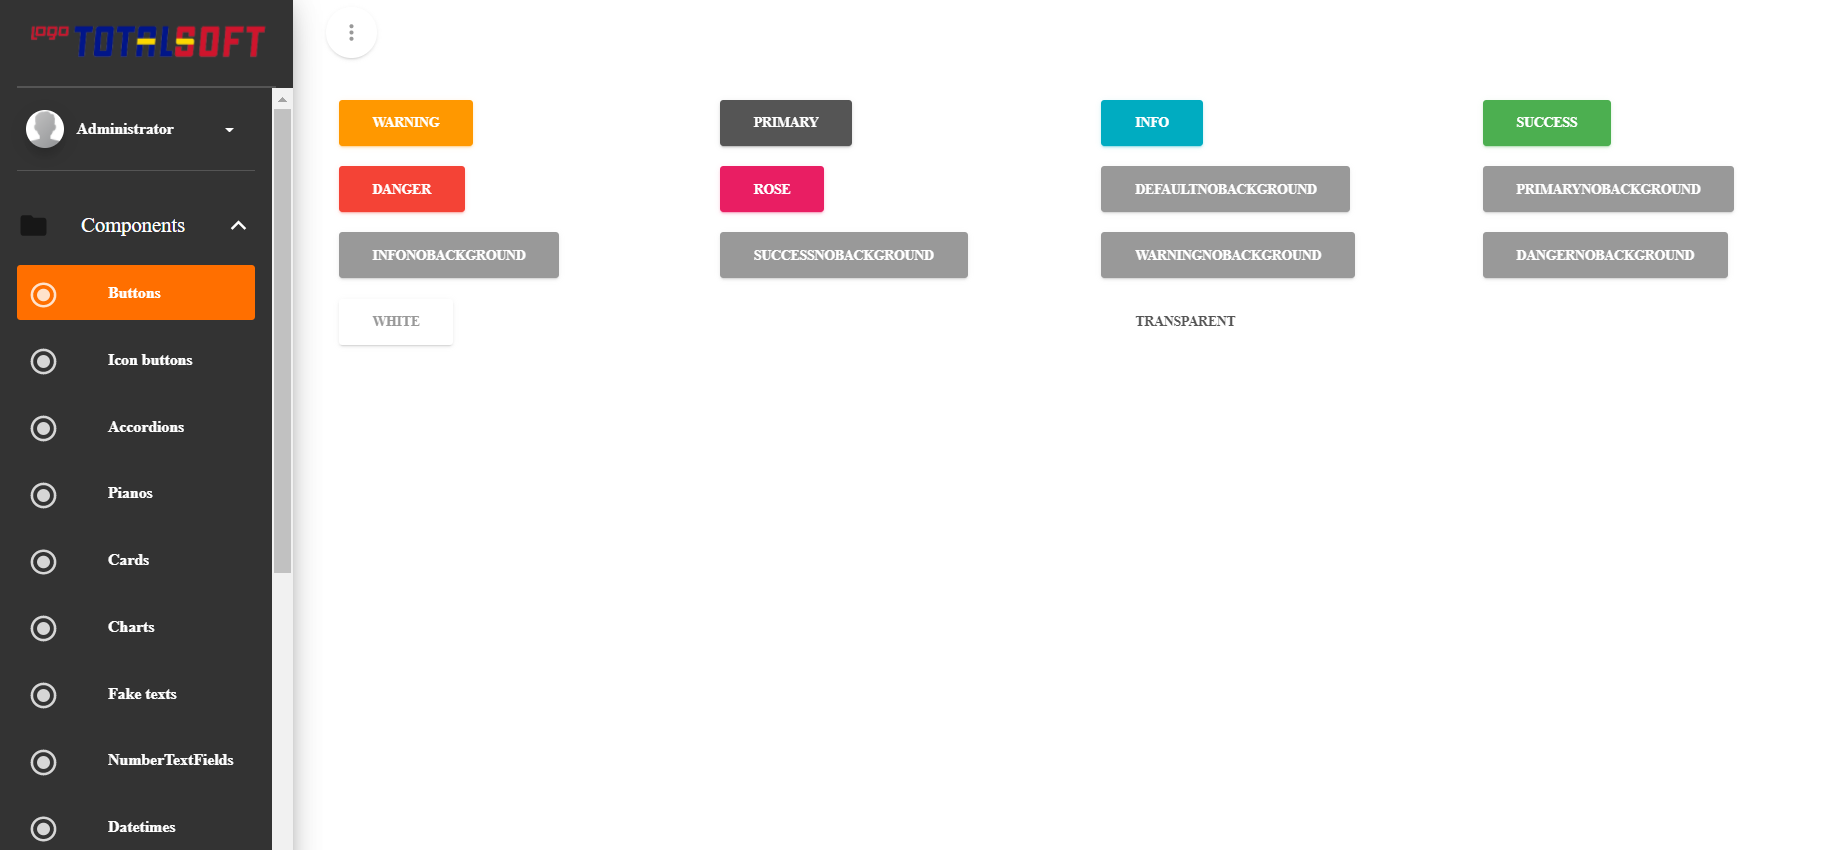 logo TOTALSOFT
Administrator
Components
Buttons
Icon buttons
Accordions
Pianos
Cards
Charts
Fake texts
NumberTextFields
Datetimes
WARNING PRIMARY INFO SUCCESS
DANGER ROSE DEFAULTNOBACKGROUND PRIMARYNOBACKGROUND
INFONOBACKGROUND SUCCESSNOBACKGROUND WARNINGNOBACKGROUND DANGERNOBACKGROUND
WHITE TRANSPARENT